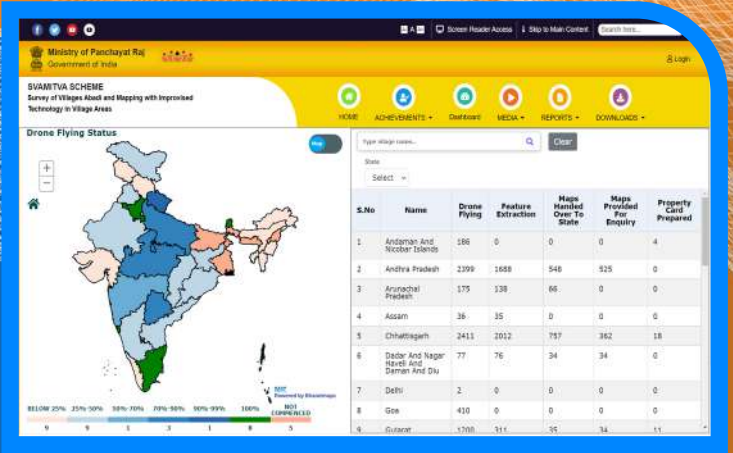 A
Screen Reader Access
Skip to Main Content
Search here...
Ministry of Panchayat Raj
Government of India
Login
SVAMITVA SCHEME
Survey of Villages Abadi and Mapping with Improvised
Technology in Village Areas
HOME
ACHIEVEMENTS
Dashboard
MEDIA
REPORTS
DOWNLOADS
Drone Flying Status
Map
Type village name...
Clear
State
Select
S.No Name Drone Flying Feature Extraction Maps Handed Over To State Maps Provided For Enquiry Property Card Prepared
1 Andaman And Nicobar Islands 186 0 0 0 4
2 Andhra Pradesh 2399 1688 548 525 0
3 Arunachal Pradesh 175 138 66 0 0
4 Assam 36 35 0 0 0
5 Chhattisgarh 2411 2012 757 362 18
6 Dadar And Nagar Haveli And Daman And Diu 77 76 34 34 0
7 Delhi 2 0 0 0 0
8 Goa 410 0 0 0 0
9 Gujarat 1200 311 35 34 11
Powered by Bharatmaps
BELOW 25% 25%-50% 50%-70% 70%-90% 90%-99% 100% NOT COMMENCED
9 9 1 3 1 8 5